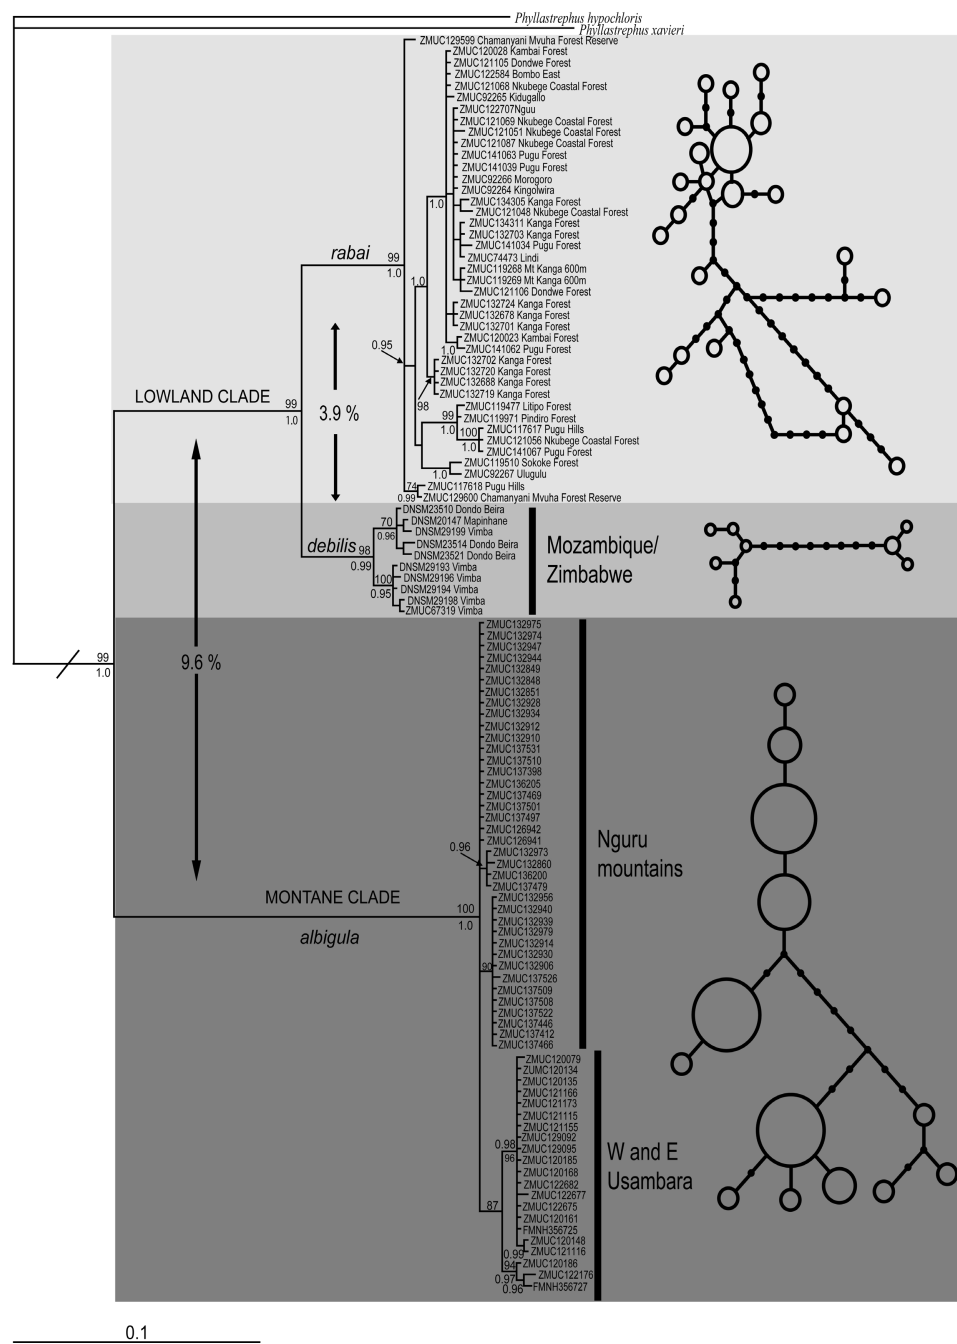 Phyllastrephus hypochloris
Phyllastrephus xavieri
ZMUC129599 Chamanyani Mvuha Forest Reserve
ZMUC120028 Kambai Forest
ZMUC121105 Dondwe Forest
ZMUC122584 Bombo East
ZMUC121068 Nkubege Coastal Forest
ZMUC92265 Kidugallo
ZMUC122707Nguu
ZMUC121069 Nkubege Coastal Forest
ZMUC121051 Nkubege Coastal Forest
ZMUC121087 Nkubege Coastal Forest
ZMUC141063 Pugu Forest
ZMUC141039 Pugu Forest
ZMUC92266 Morogoro
ZMUC92264 Kingolwira
ZMUC134305 Kanga Forest
1.0
ZMUC121048 Nkubege Coastal Forest
ZMUC134311 Kanga Forest
ZMUC132703 Kanga Forest
ZMUC141034 Pugu Forest
rabai
99
1.0
ZMUC74473 Lindi
ZMUC119268 Mt Kanga 600m
1.0
ZMUC119269 Mt Kanga 600m
ZMUC121106 Dondwe Forest
ZMUC132724 Kanga Forest
ZMUC132678 Kanga Forest
ZMUC132701 Kanga Forest
ZMUC120023 Kambai Forest
0.95
1.0
ZMUC141062 Pugu Forest
ZMUC132702 Kanga Forest
ZMUC132720 Kanga Forest
ZMUC132688 Kanga Forest
ZMUC132719 Kanga Forest
LOWLAND CLADE
99
1.0
3.9 %
98
ZMUC119477 Litipo Forest
99
1.0
ZMUC119971 Pindiro Forest
100
1.0
ZMUC117617 Pugu Hills
ZMUC121056 Nkubege Coastal Forest
ZMUC141067 Pugu Forest
ZMUC119510 Sokoke Forest
1.0
ZMUC92267 Ulugulu
74
0.99
ZMUC117618 Pugu Hills
ZMUC129600 Chamanyani Mvuha Forest Reserve
DNSM23510 Dondo Beira
70
0.96
DNSM20147 Mapinhane
DNSM29199 Vimba
debilis
98
0.99
DNSM23514 Dondo Beira
DNSM23521 Dondo Beira
Mozambique/
Zimbabwe
DNSM29193 Vimba
100
0.95
DNSM29196 Vimba
DNSM29194 Vimba
DNSM29198 Vimba
ZMUC67319 Vimba
99
1.0
9.6 %
ZMUC132975
ZMUC132974
ZMUC132947
ZMUC132944
ZMUC132849
ZMUC132848
ZMUC132851
ZMUC132928
ZMUC132934
ZMUC132912
ZMUC132910
ZMUC137531
ZMUC137510
ZMUC137398
ZMUC136205
ZMUC137469
ZMUC137501
ZMUC137497
ZMUC126942
ZMUC126941
0.96
ZMUC132973
ZMUC132860
ZMUC136200
ZMUC137479
Nguru
mountains
MONTANE CLADE
albigula
100
1.0
ZMUC132956
ZMUC132940
ZMUC132939
ZMUC132979
ZMUC132914
ZMUC132930
90
ZMUC132906
ZMUC137526
ZMUC137509
ZMUC137508
ZMUC137522
ZMUC137446
ZMUC137412
ZMUC137466
ZMUC120079
ZUMC120134
ZMUC120135
ZMUC121166
ZMUC121173
ZMUC121115
ZMUC121155
ZMUC129092
0.98
96
ZMUC129095
ZMUC120185
ZMUC120168
ZMUC122682
ZMUC122677
87
ZMUC122675
ZMUC120161
FMNH356725
ZMUC120148
0.99
ZMUC121116
94
0.97
ZMUC120186
ZMUC122176
0.96
FMNH356727
W and E
Usambara
0.1